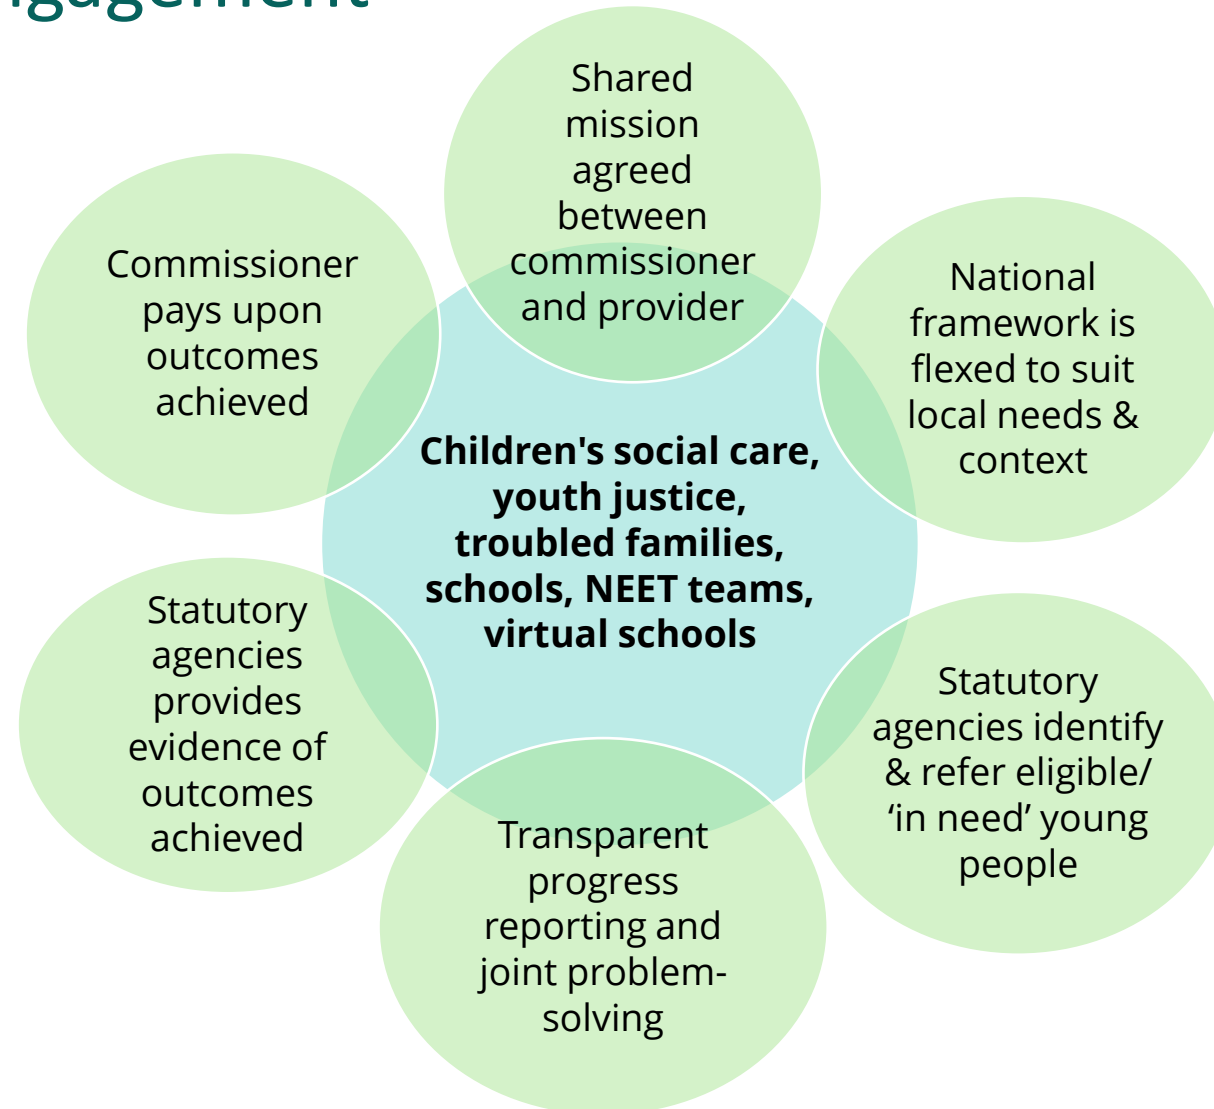 ngagement
Shared
mission
agreed
between
commissioner
and provider
Commissioner
pays upon
outcomes
achieved
National
framework is
flexed to suit
local needs &
context
Children's social care,
youth justice,
troubled families,
schools, NEET teams,
virtual schools
Statutory
agencies
provides
evidence of
outcomes
achieved
Statutory
agencies identify
& refer eligible/
‘in need’ young
people
Transparent
progress
reporting and
joint problem-
solving